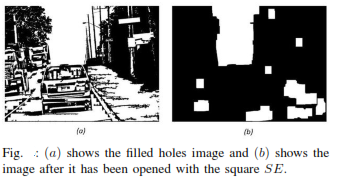 (a)
(b)
Fig. .: (a) shows the filled holes image and (b) shows the
image after it has been opened with the square SE.